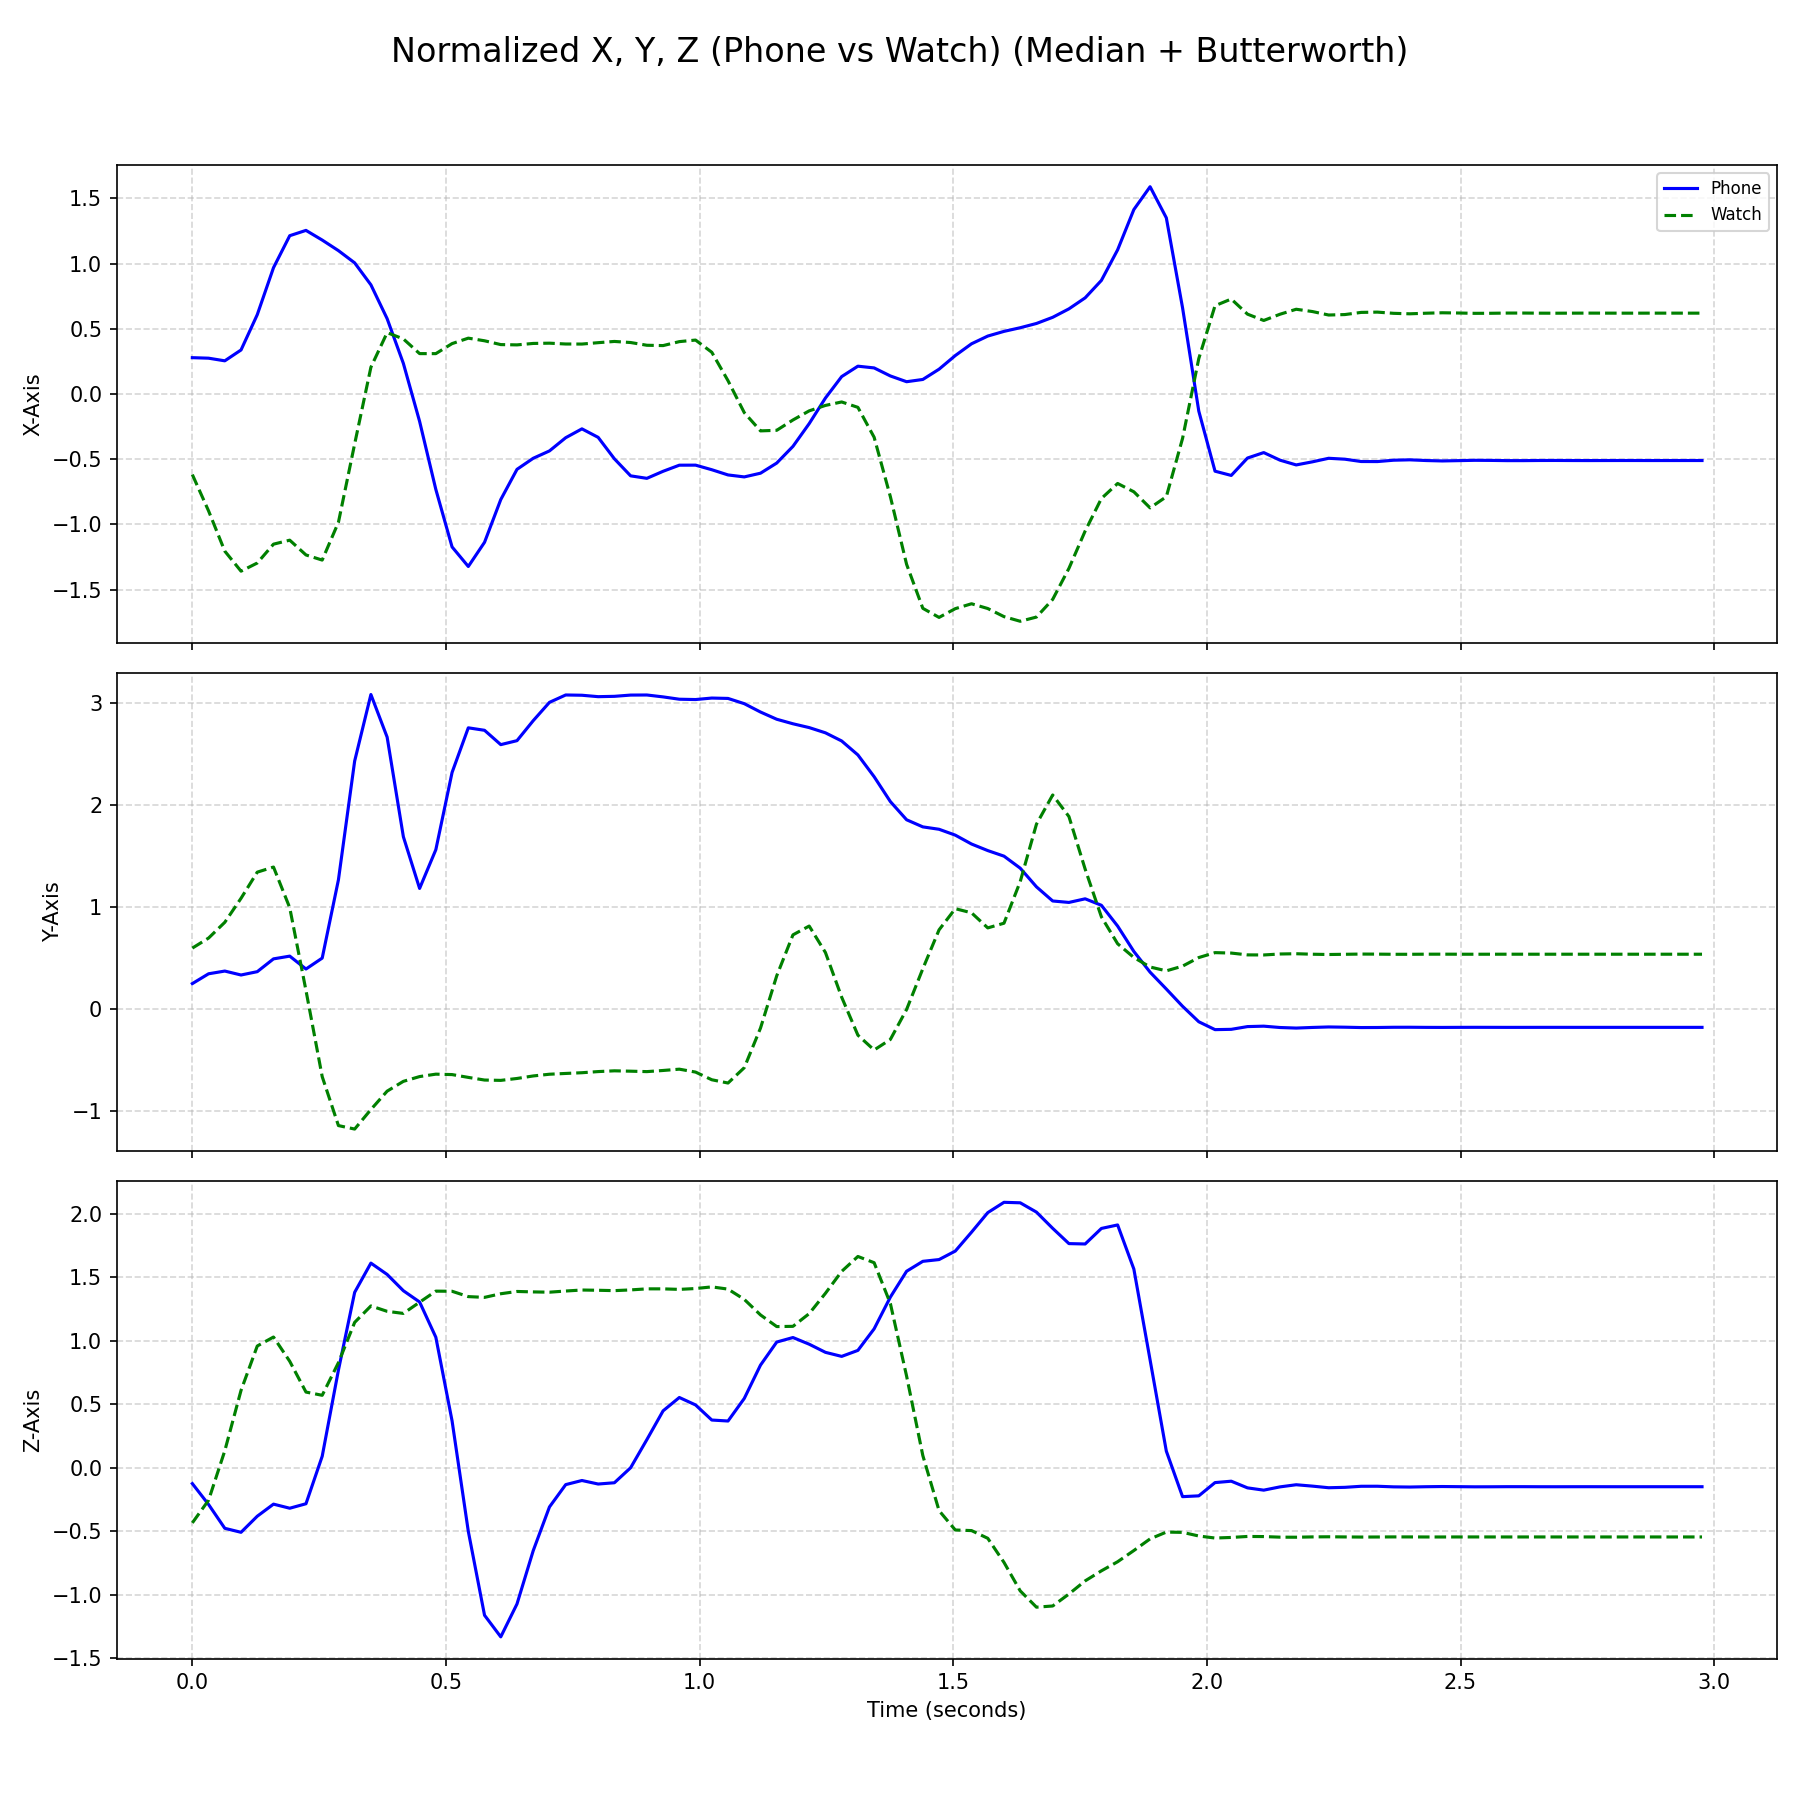 Normalized X, Y, Z (Phone vs Watch) (Median + Butterworth)
Phone
Watch
1.5
1.0
0.5
0.0
−0.5
−1.0
−1.5
X-Axis
3
2
1
0
−1
Y-Axis
2.0
1.5
1.0
0.5
0.0
−0.5
−1.0
−1.5
Z-Axis
0.0 0.5 1.0 1.5 2.0 2.5 3.0
Time (seconds)